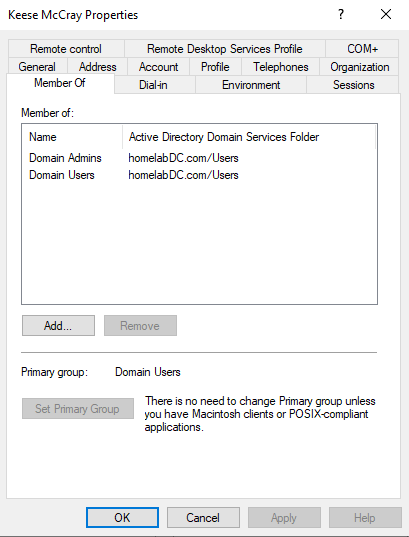 Keese McCray Properties
?
Remote control
Remote Desktop Services Profile
COM+
General
Address
Account
Profile
Telephones
Organization
Member Of
Dial-in
Environment
Sessions
Member of:
Name
Active Directory Domain Services Folder
Domain Admins
homelabDC.com/Users
Domain Users
homelabDC.com/Users
Add...
Remove
Primary group:
Domain Users
Set Primary Group
There is no need to change Primary group unless
you have Macintosh clients or POSIX-compliant
applications.
OK
Cancel
Apply
Help